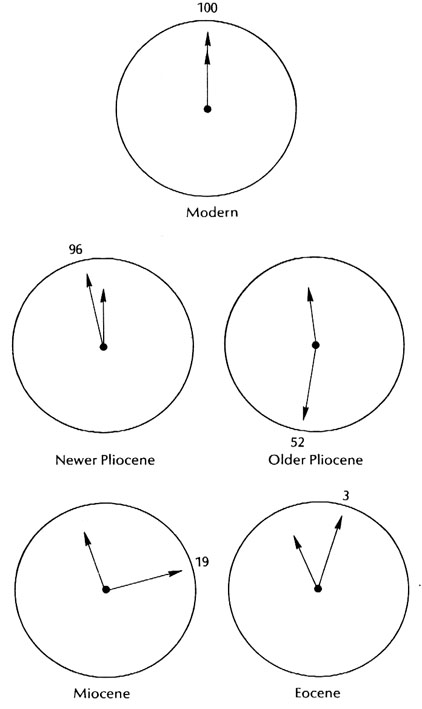 100
Modern
96
Newer Pliocene
52
Older Pliocene
19
Miocene
3
Eocene